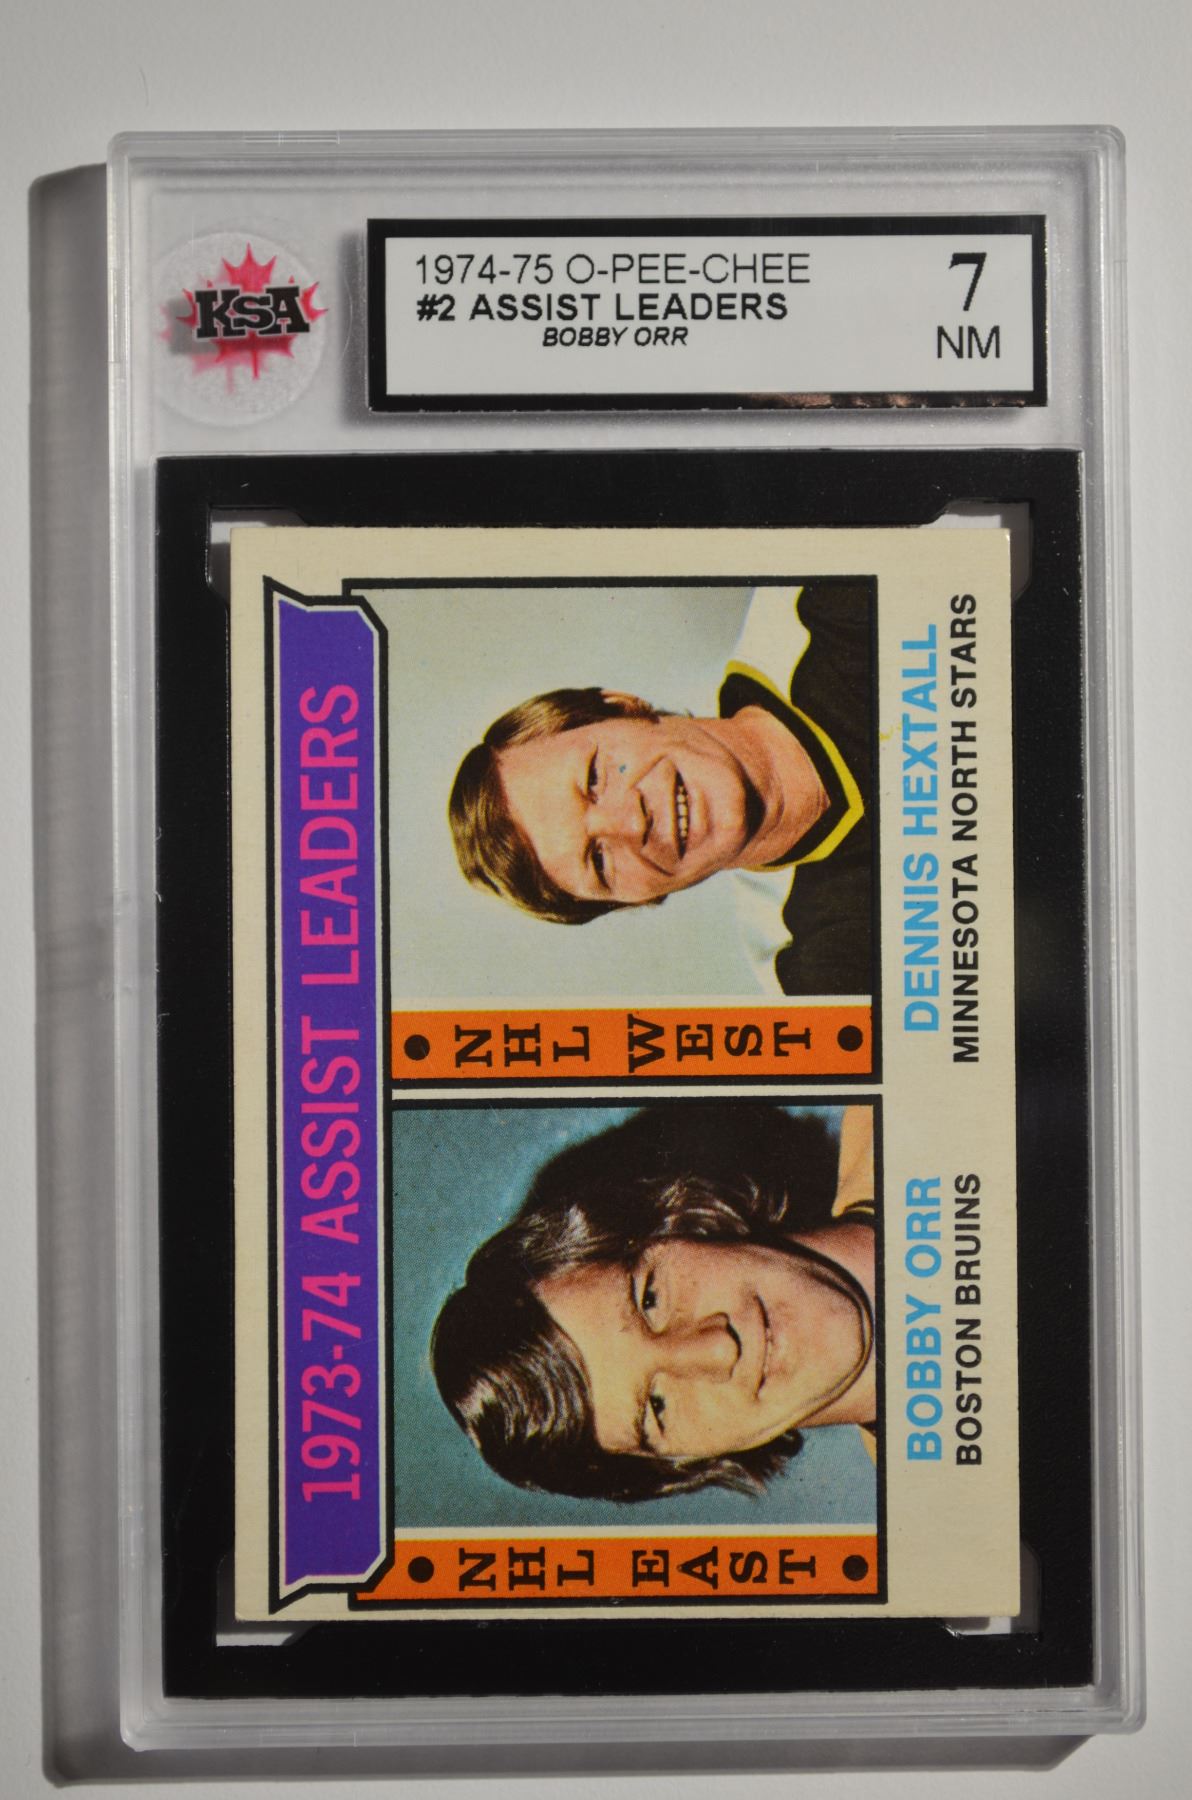 KSA
1974-75 O-PEE-CHEE
#2 ASSIST LEADERS
BOBBY ORR
7
NM
1973-74 ASSIST LEADERS
NHL EAST
NHL WEST
BOBBY ORR
BOSTON BRUINS
DENNIS HEXTALL
MINNESOTA NORTH STARS